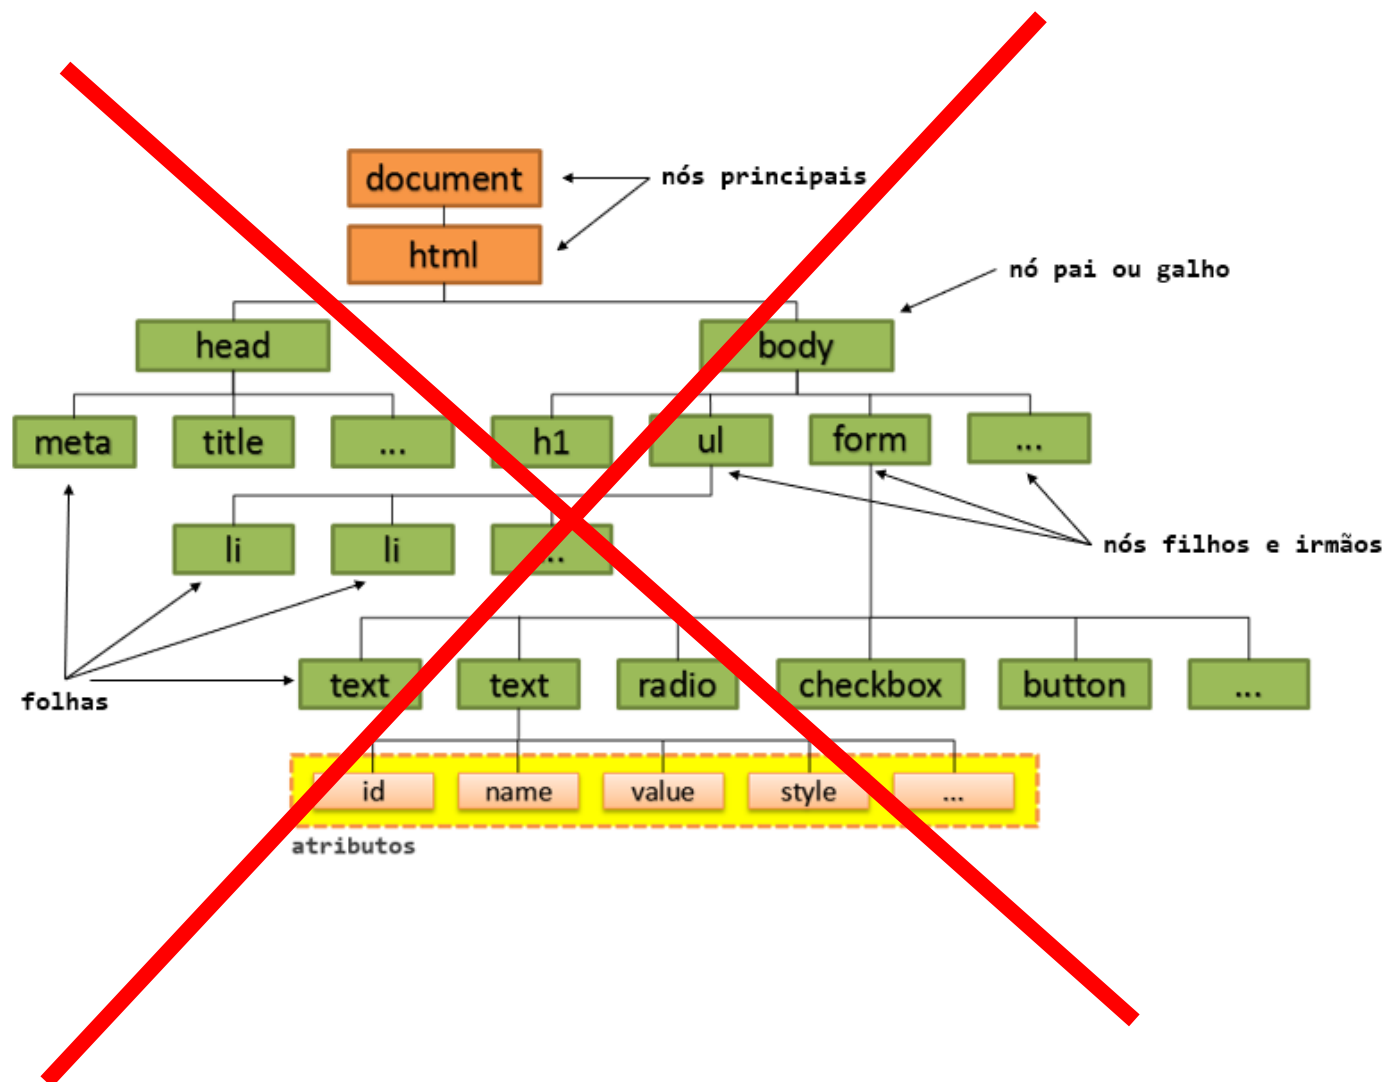 document
nós principais
html
nó pai ou galho
head
body
meta
title
...
h1
ul
form
...
nós filhos e irmãos
li
li
...
folhas
text
text
radio
checkbox
button
...
id
name
value
style
...
atributos